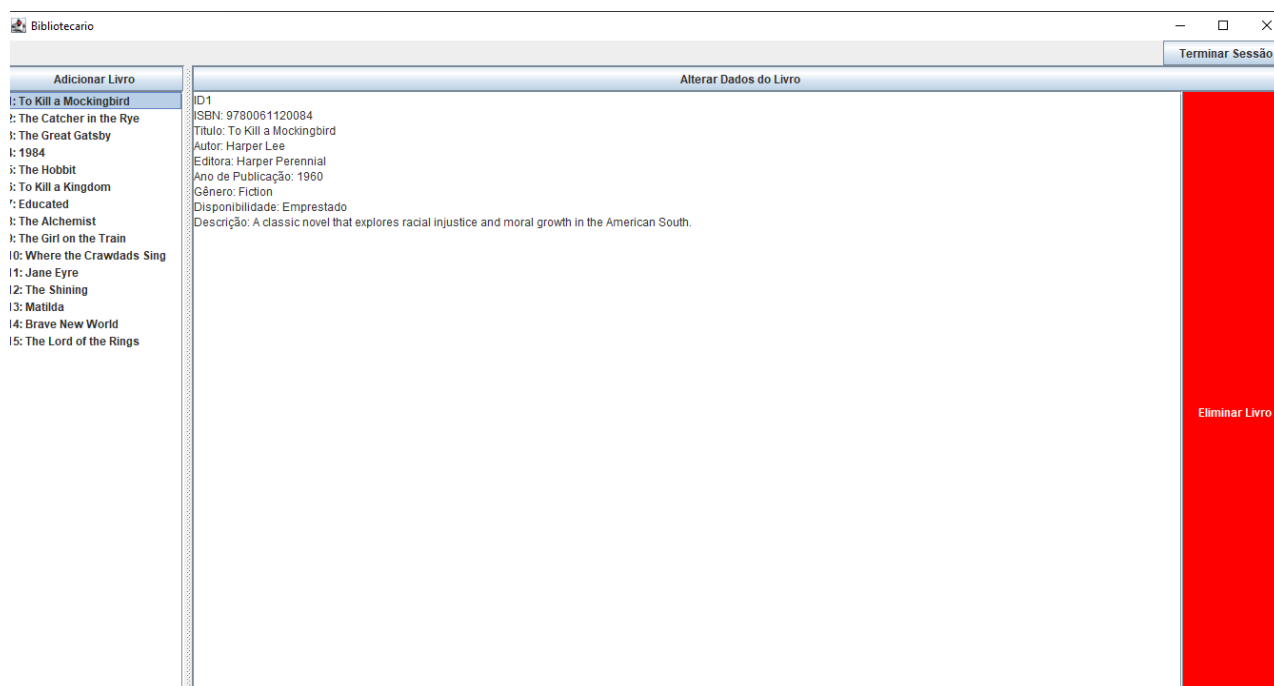 Bibliotecario
Terminar Sessão
Adicionar Livro
: To Kill a Mockingbird
: The Catcher in the Rye
: The Great Gatsby
: 1984
: The Hobbit
: To Kill a Kingdom
: Educated
: The Alchemist
: The Girl on the Train
10: Where the Crawdads Sing
11: Jane Eyre
12: The Shining
13: Matilda
14: Brave New World
15: The Lord of the Rings
Alterar Dados do Livro
ID1
ISBN: 9780061120084
Titulo: To Kill a Mockingbird
Autor: Harper Lee
Editora: Harper Perennial
Ano de Publicação: 1960
Gênero: Fiction
Disponibilidade: Emprestado
Descrição: A classic novel that explores racial injustice and moral growth in the American South.
Eliminar Livro